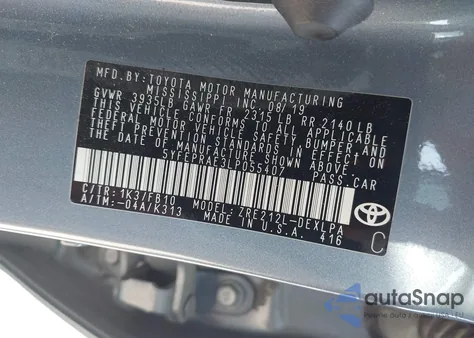 MFD. BY: TOYOTA MOTOR MANUFACTURING
MISSISSIPPI INC 08/19
GVWR 3935LB GAWR FR 2315 LB RR 2140 LB
THIS VEHICLE CONFORMS TO ALL APPLICABLE
FEDERAL MOTOR VEHICLE SAFETY, BUMPER, AND
THEFT PREVENTION STANDARDS IN EFFECT ON
THE DATE OF MANUFACTURE SHOWN ABOVE.
PASS.CAR
C/TR: 1K3/FB10 MODEL: ZRE212L-DEXLPA
A/TM: -04A/K313 MADE IN U.S.A. 416
C
autoSnap